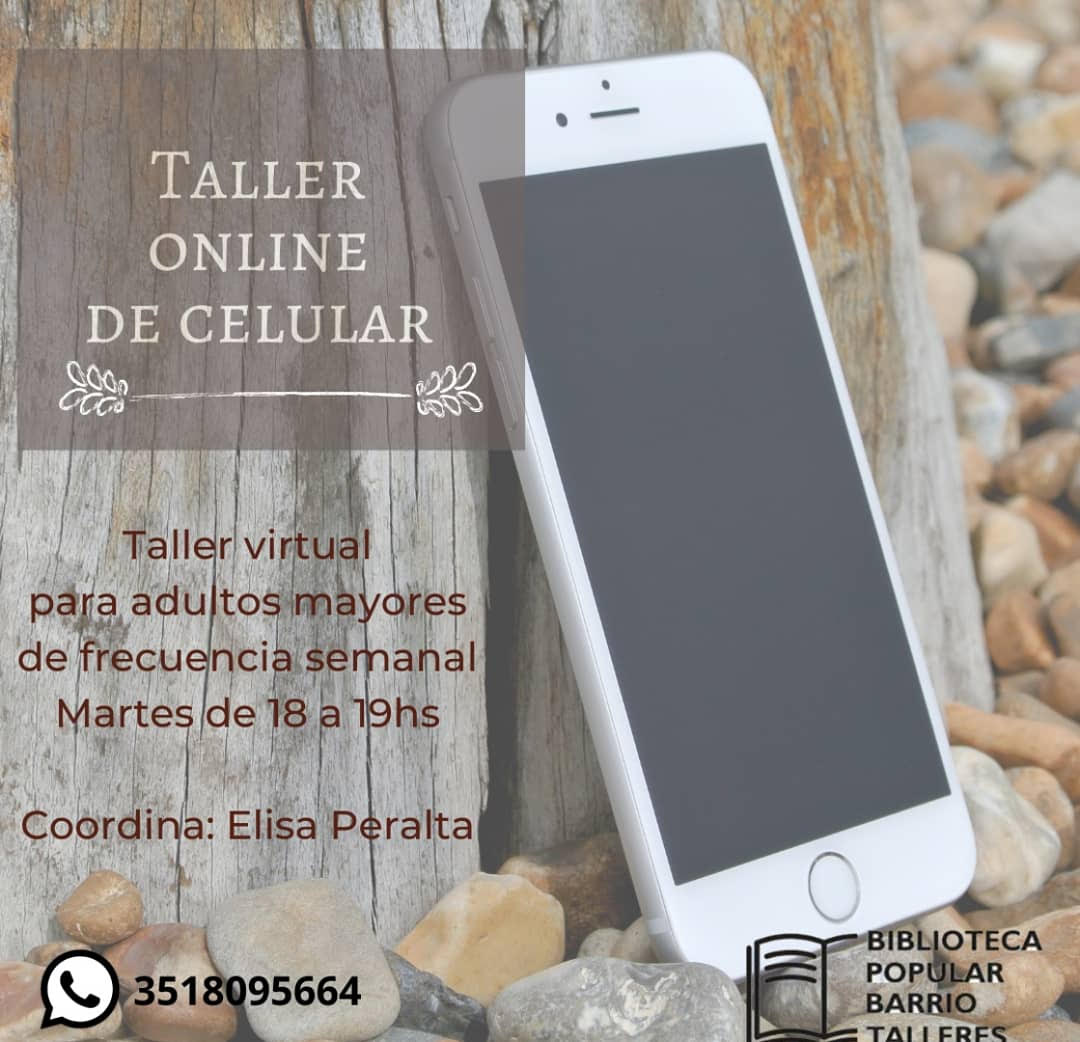 Taller
online
de celular
Taller virtual
para adultos mayores
de frecuencia semanal
Martes de 18 a 19hs
Coordina: Elisa Peralta
3518095664
BIBLIOTECA
POPULAR
BARRIO
TALLERES